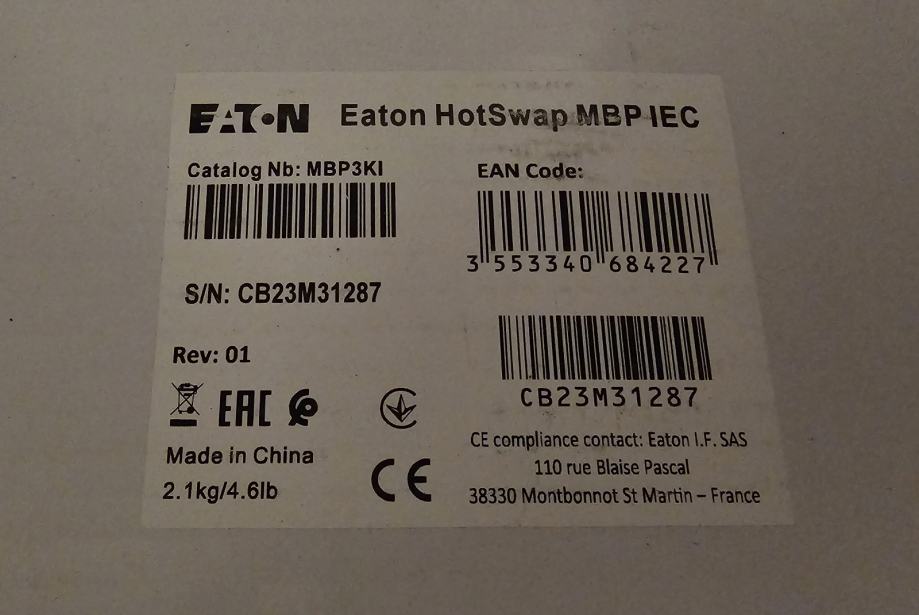 EATON Eaton HotSwap MBP IEC
Catalog Nb: MBP3KI
EAN Code:
3 553340 684227
S/N: CB23M31287
Rev: 01
CB23M31287
EAC
CE compliance contact: Eaton I.F. SAS
110 rue Blaise Pascal
38330 Montbonnot St Martin – France
Made in China
2.1kg/4.6lb
CE